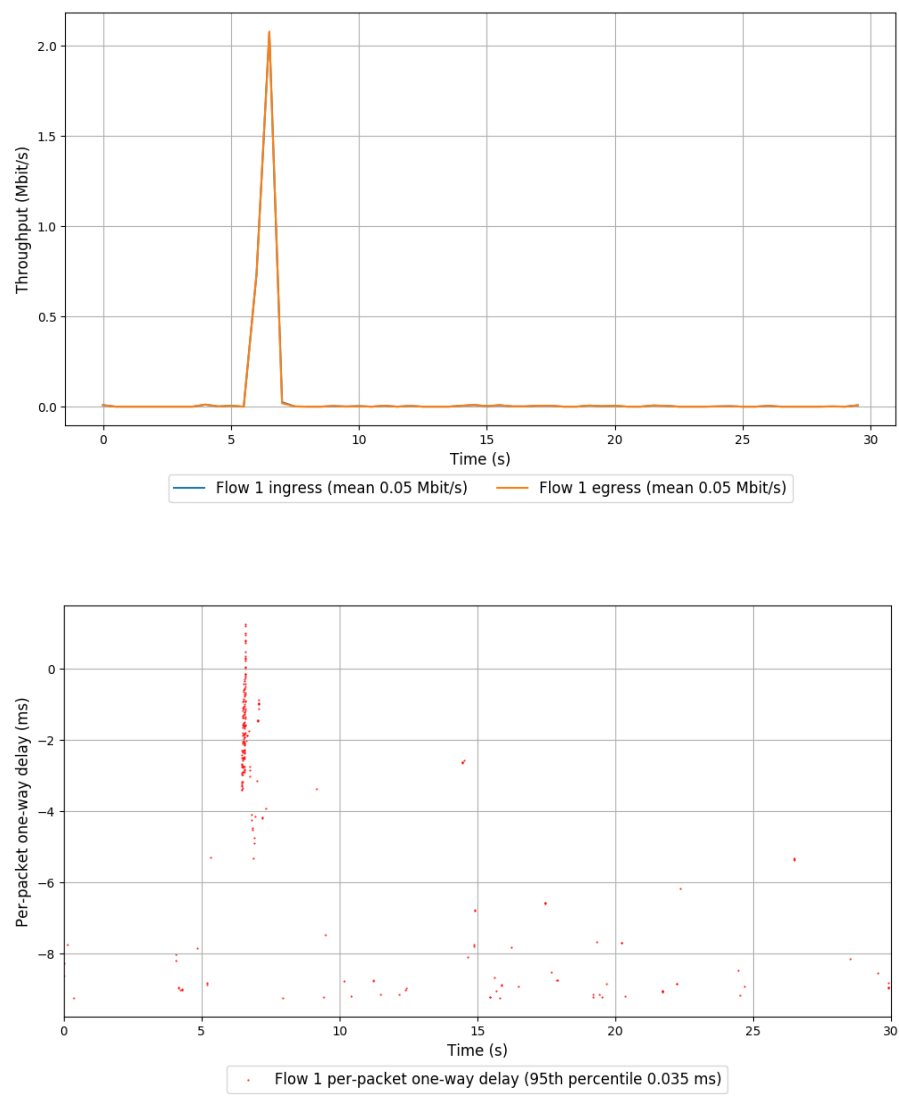 2.0
1.5
1.0
0.5
0.0
Throughput (Mbit/s)
0 5 10 15 20 25 30
Time (s)
Flow 1 ingress (mean 0.05 Mbit/s) Flow 1 egress (mean 0.05 Mbit/s)
0
−2
−4
−6
−8
Per-packet one-way delay (ms)
0 5 10 15 20 25 30
Time (s)
Flow 1 per-packet one-way delay (95th percentile 0.035 ms)